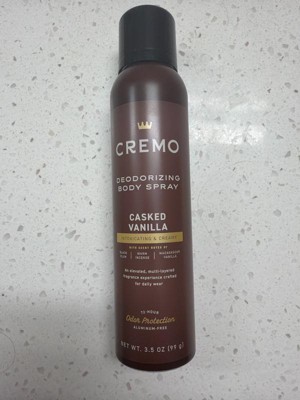 CREMO
DEODORIZING
BODY SPRAY
CASKED
VANILLA
An elevated, multi-layered
fragrance experience crafted
for daily wear.
Odor Protection
ALUMINUM-FREE
NET WT. 3.5 OZ (99 g)